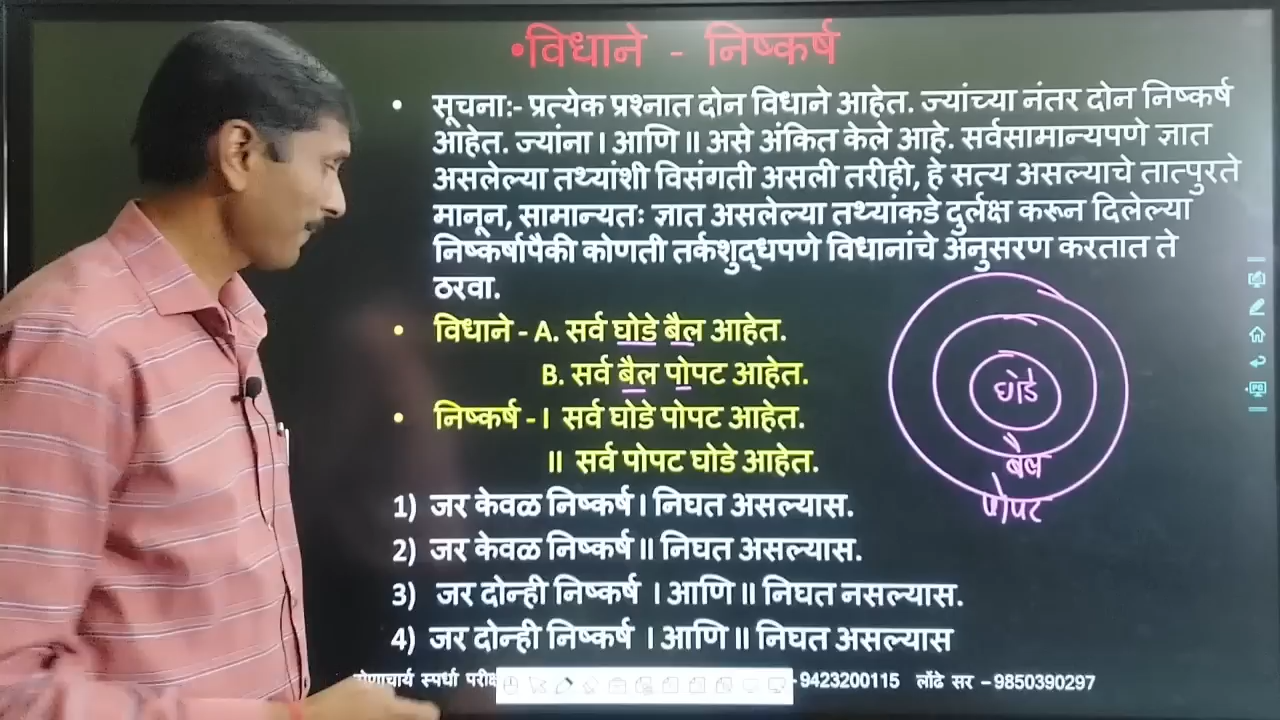 •विधाने - निष्कर्ष
• सूचनाः- प्रत्येक प्रश्नात दोन विधाने आहेत. ज्यांच्या नंतर दोन निष्कर्ष
आहेत. ज्यांना । आणि ॥ असे अंकित केले आहे. सर्वसामान्यपणे ज्ञात
असलेल्या तथ्यांशी विसंगती असली तरीही, हे सत्य असल्याचे तात्पुरते
मानून, सामान्यतः ज्ञात असलेल्या तथ्यांकडे दुर्लक्ष करून दिलेल्या
निष्कर्षापैकी कोणती तर्कशुद्धपणे विधानांचे अनुसरण करतात ते
ठरवा.
• विधाने - A. सर्व घोडे बैल आहेत.
B. सर्व बैल पोपट आहेत.
• निष्कर्ष - । सर्व घोडे पोपट आहेत.
॥ सर्व पोपट घोडे आहेत.
घोडे
बैल
पोपट
1) जर केवळ निष्कर्ष । निघत असल्यास.
2) जर केवळ निष्कर्ष ॥ निघत असल्यास.
3) जर दोन्ही निष्कर्ष । आणि ॥ निघत नसल्यास.
4) जर दोन्ही निष्कर्ष । आणि ॥ निघत असल्यास
स्पर्धा -9423200115 लोंढे सर –9850390297